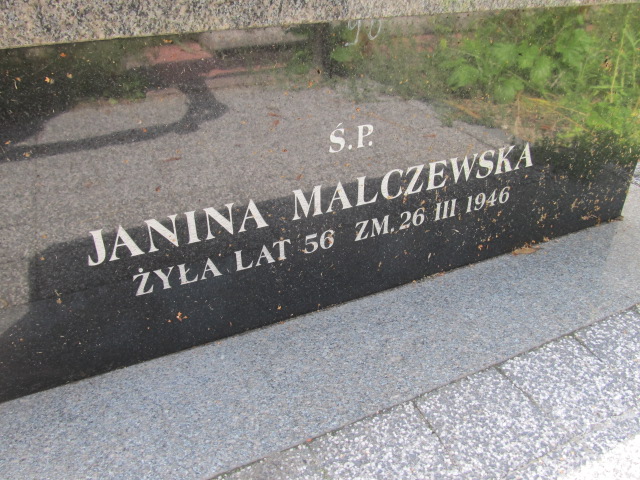 Ś.P.
JANINA MALCZEWSKA
ŻYŁA LAT 56 ZM. 26 III 1946